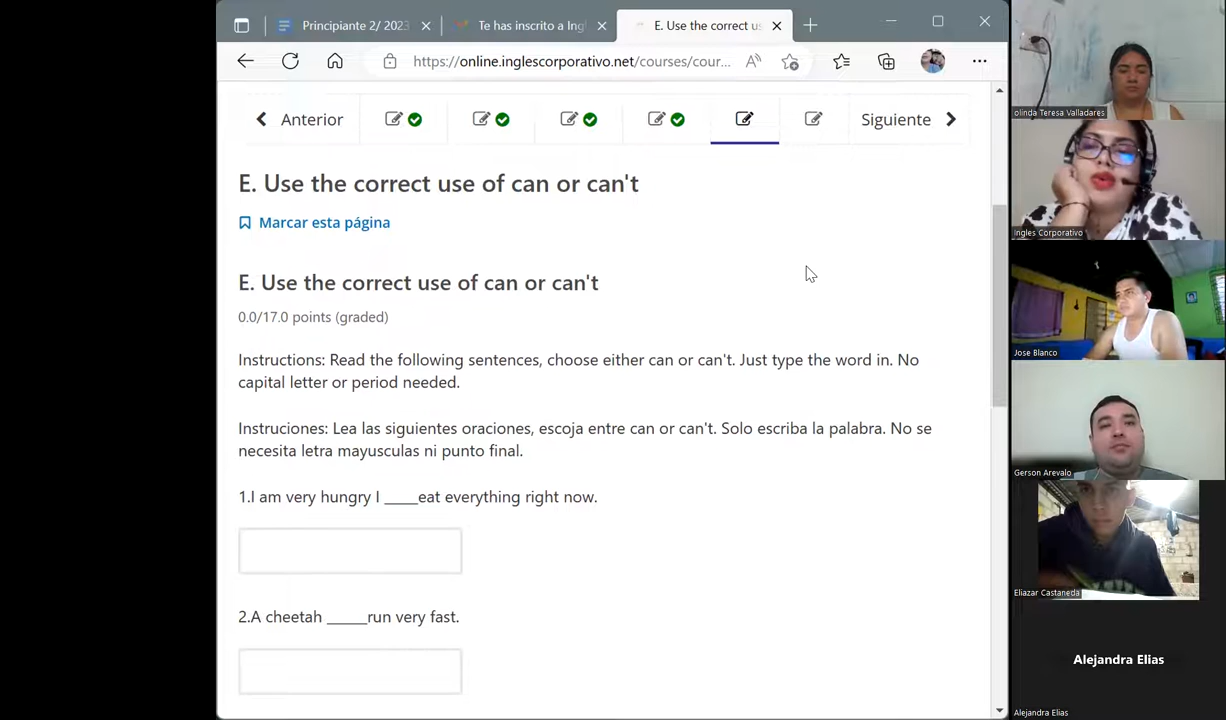 Principiante 2/ 2023
Te has inscrito a Ing
E. Use the correct us
https://online.inglescorporativo.net/courses/cour...
Anterior
Siguiente
E. Use the correct use of can or can't
Marcar esta página
E. Use the correct use of can or can't
0.0/17.0 points (graded)
Instructions: Read the following sentences, choose either can or can't. Just type the word in. No
capital letter or period needed.
Instruciones: Lea las siguientes oraciones, escoja entre can or can't. Solo escriba la palabra. No se
necesita letra mayusculas ni punto final.
1.I am very hungry I _____eat everything right now.
2.A cheetah ______run very fast.
olinda Teresa Valladares
Ingles Corporativo
Jose Blanco
Gerson Arevalo
Eliazar Castaneda
Alejandra Elias
Alejandra Elias